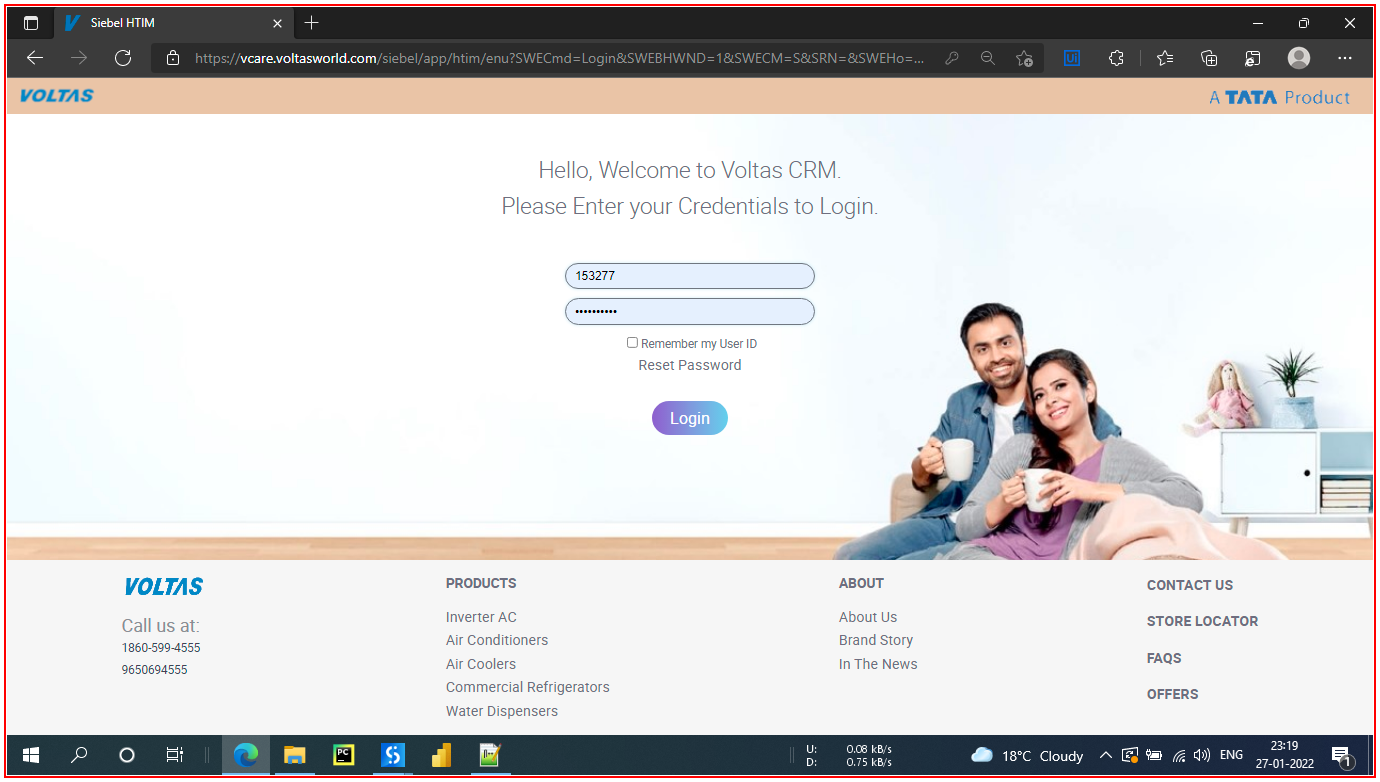 Siebel HTIM
https://vcare.voltasworld.com/siebel/app/htim/enu?SWECmd=Login&SWEBHWND=1&SWECM=S&SRN=&SWEHo=...
Ui
VOLTAS
A TATA Product
Hello, Welcome to Voltas CRM.
Please Enter your Credentials to Login.
153277
••••••••••
Remember my User ID
Reset Password
Login
VOLTAS
Call us at:
1860-599-4555
9650694555
PRODUCTS
Inverter AC
Air Conditioners
Air Coolers
Commercial Refrigerators
Water Dispensers
ABOUT
About Us
Brand Story
In The News
CONTACT US
STORE LOCATOR
FAQS
OFFERS
PC
U: 0.08 kB/s
D: 0.75 kB/s
18°C Cloudy
ENG
23:19
27-01-2022
1